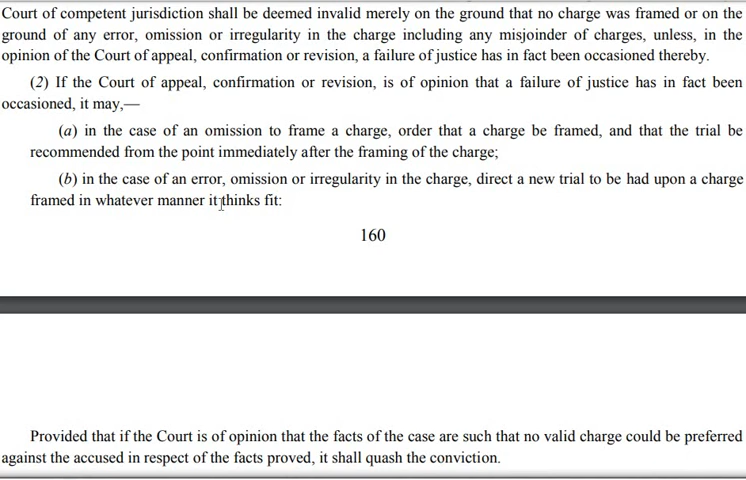 Court of competent jurisdiction shall be deemed invalid merely on the ground that no charge was framed or on the
ground of any error, omission or irregularity in the charge including any misjoinder of charges, unless, in the
opinion of the Court of appeal, confirmation or revision, a failure of justice has in fact been occasioned thereby.
(2) If the Court of appeal, confirmation or revision, is of opinion that a failure of justice has in fact been
occasioned, it may,—
(a) in the case of an omission to frame a charge, order that a charge be framed, and that the trial be
recommended from the point immediately after the framing of the charge;
(b) in the case of an error, omission or irregularity in the charge, direct a new trial to be had upon a charge
framed in whatever manner it thinks fit:
160
Provided that if the Court is of opinion that the facts of the case are such that no valid charge could be preferred
against the accused in respect of the facts proved, it shall quash the conviction.